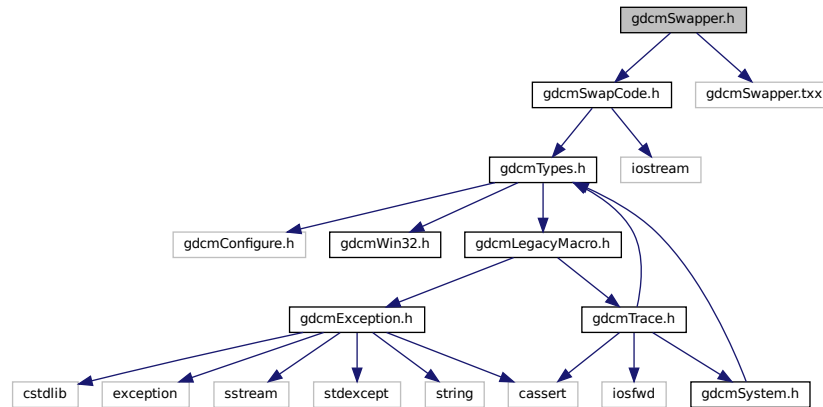 gdcmSwapper.h
gdcmSwapCode.h
gdcmSwapper.txx
gdcmTypes.h
iostream
gdcmConfigure.h
gdcmWin32.h
gdcmLegacyMacro.h
gdcmException.h
gdcmTrace.h
cstdlib
exception
sstream
stdexcept
string
cassert
iosfwd
gdcmSystem.h